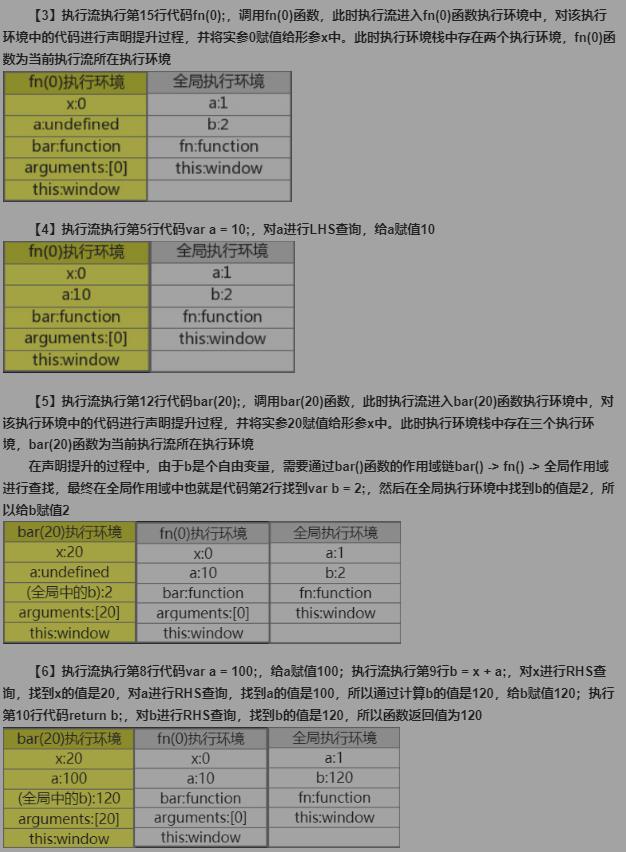 【3】执行流执行第15行代码fn(0);，调用fn(0)函数，此时执行流进入fn(0)函数执行环境中，对该执行
环境中的代码进行声明提升过程，并将实参0赋值给形参x中。此时执行环境栈中存在两个执行环境，fn(0)函
数为当前执行流所在执行环境
fn(0)执行环境 全局执行环境
x:0 a:1
a:undefined b:2
bar:function fn:function
arguments:[0] this:window
this:window
【4】执行流执行第5行代码var a = 10;，对a进行LHS查询，给a赋值10
fn(0)执行环境 全局执行环境
x:0 a:1
a:10 b:2
bar:function fn:function
arguments:[0] this:window
this:window
【5】执行流执行第12行代码bar(20);，调用bar(20)函数，此时执行流进入bar(20)函数执行环境中，对
该执行环境中的代码进行声明提升过程，并将实参20赋值给形参x中。此时执行环境栈中存在三个执行环
境，bar(20)函数为当前执行流所在执行环境
在声明提升的过程中，由于b是个自由变量，需要通过bar()函数的作用域链bar() -> fn() -> 全局作用域
进行查找，最终在全局作用域中也就是代码第2行找到var b = 2;，然后在全局执行环境中找到b的值是2，所
以给b赋值2
bar(20)执行环境 fn(0)执行环境 全局执行环境
x:20 x:0 a:1
a:undefined a:10 b:2
(全局中的b):2 bar:function fn:function
arguments:[20] arguments:[0] this:window
this:window this:window
【6】执行流执行第8行代码var a = 100;，给a赋值100；执行流执行第9行b = x + a;，对x进行RHS查
询，找到x的值是20，对a进行RHS查询，找到a的值是100，所以通过计算b的值是120，给b赋值120；执行
第10行代码return b;，对b进行RHS查询，找到b的值是120，所以函数返回值为120
bar(20)执行环境 fn(0)执行环境 全局执行环境
x:20 x:0 a:1
a:100 a:10 b:120
(全局中的b):120 bar:function fn:function
arguments:[20] arguments:[0] this:window
this:window this:window